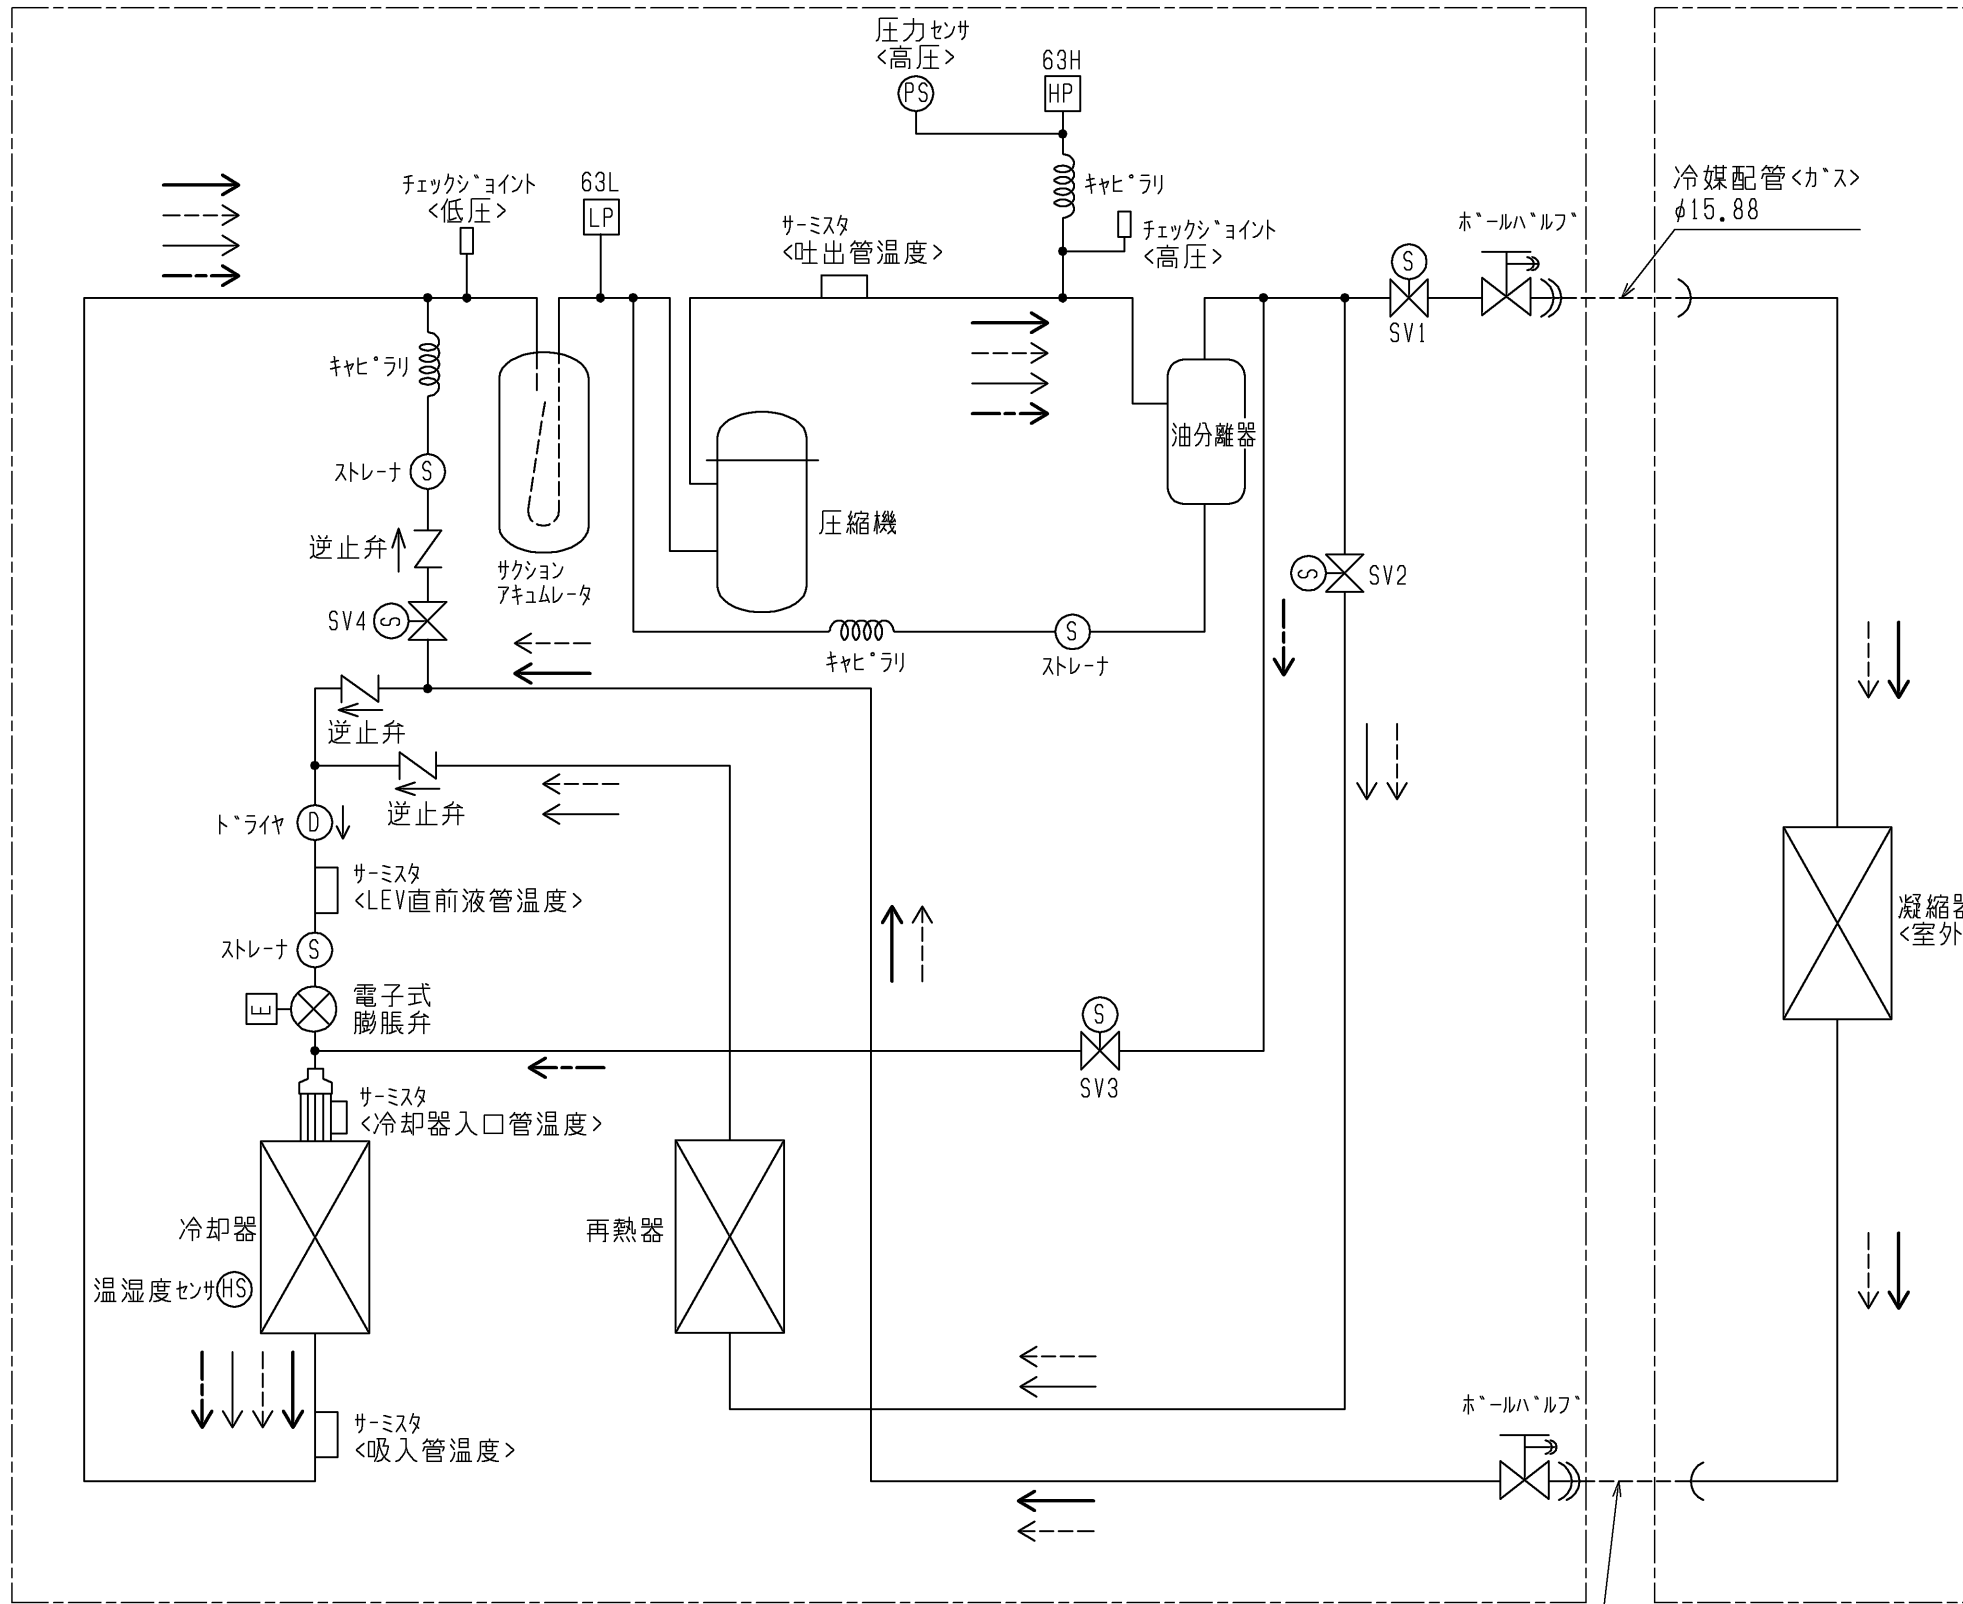 圧力センサ
<高圧>
PS
63H
HP
キャピラリ
チェックジョイント
<高圧>
チェックジョイント
<低圧>
63L
LP
サーミスタ
<吐出管温度>
ボールバルブ
冷媒配管<ガス>
φ15.88
S
SV1
キャピラリ
油分離器
ストレーナ
S
圧縮機
逆止弁
サクション
アキュムレータ
S
SV2
SV4
S
キャピラリ
S
ストレーナ
逆止弁
逆止弁
ドライヤ
D
サーミスタ
<LEV直前液管温度>
凝縮器
<室外
ストレーナ
S
E
電子式
膨脹弁
S
SV3
サーミスタ
<冷却器入口管温度>
冷却器
再熱器
温湿度センサ
HS
サーミスタ
<吸入管温度>
ボールバルブ